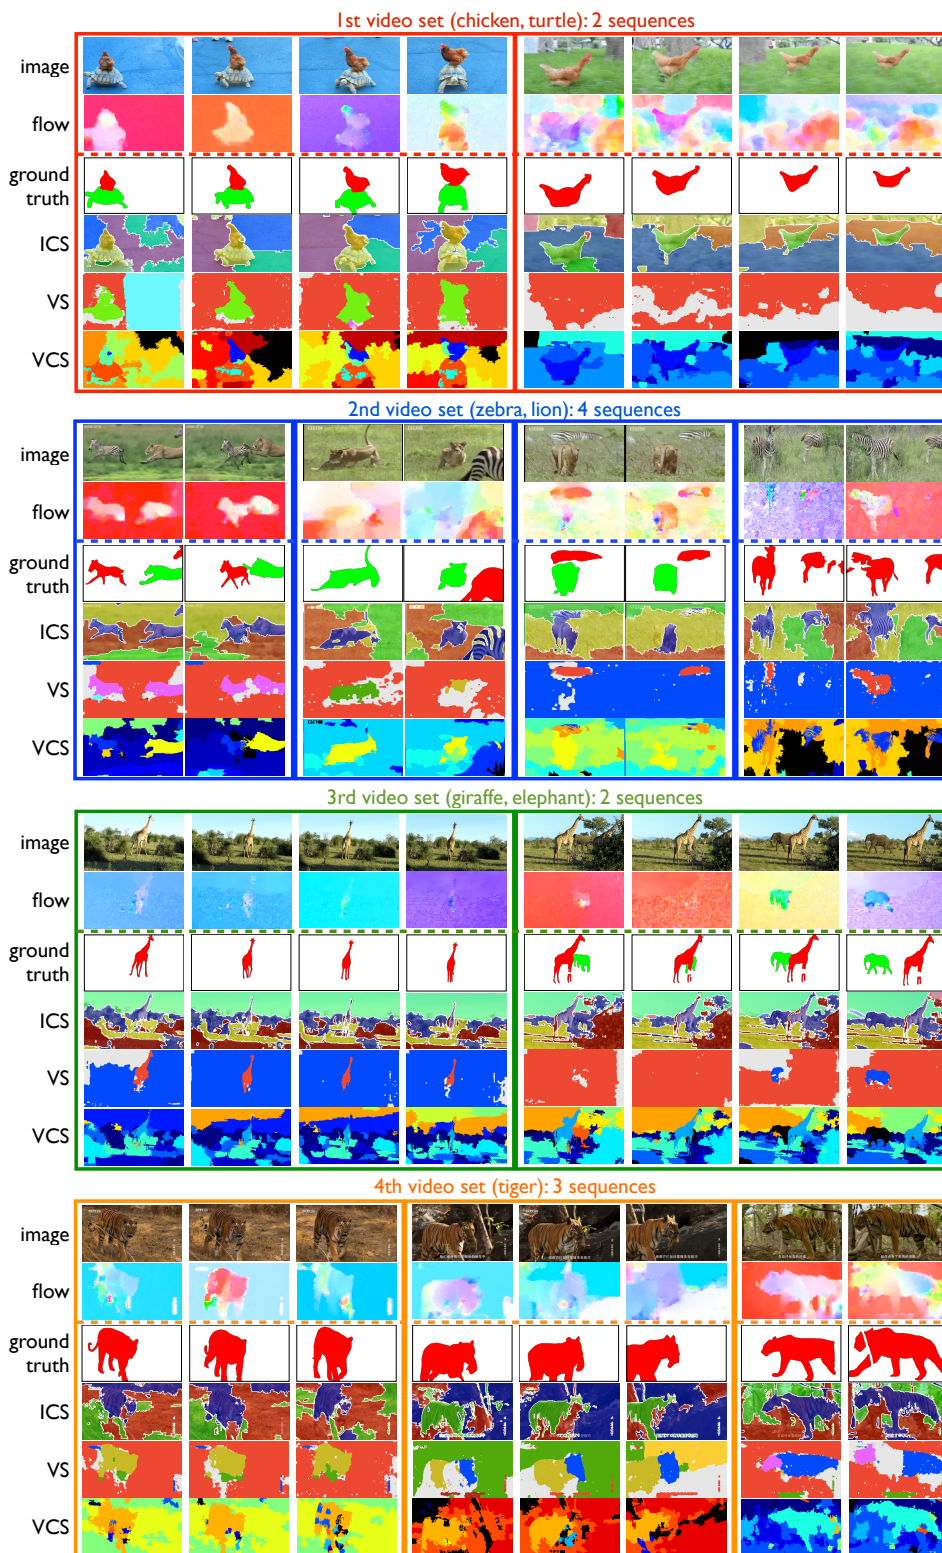 1st video set (chicken, turtle): 2 sequences
image
flow
ground
truth
ICS
VS
VCS
2nd video set (zebra, lion): 4 sequences
image
flow
ground
truth
ICS
VS
VCS
3rd video set (giraffe, elephant): 2 sequences
image
flow
ground
truth
ICS
VS
VCS
4th video set (tiger): 3 sequences
image
flow
ground
truth
ICS
VS
VCS